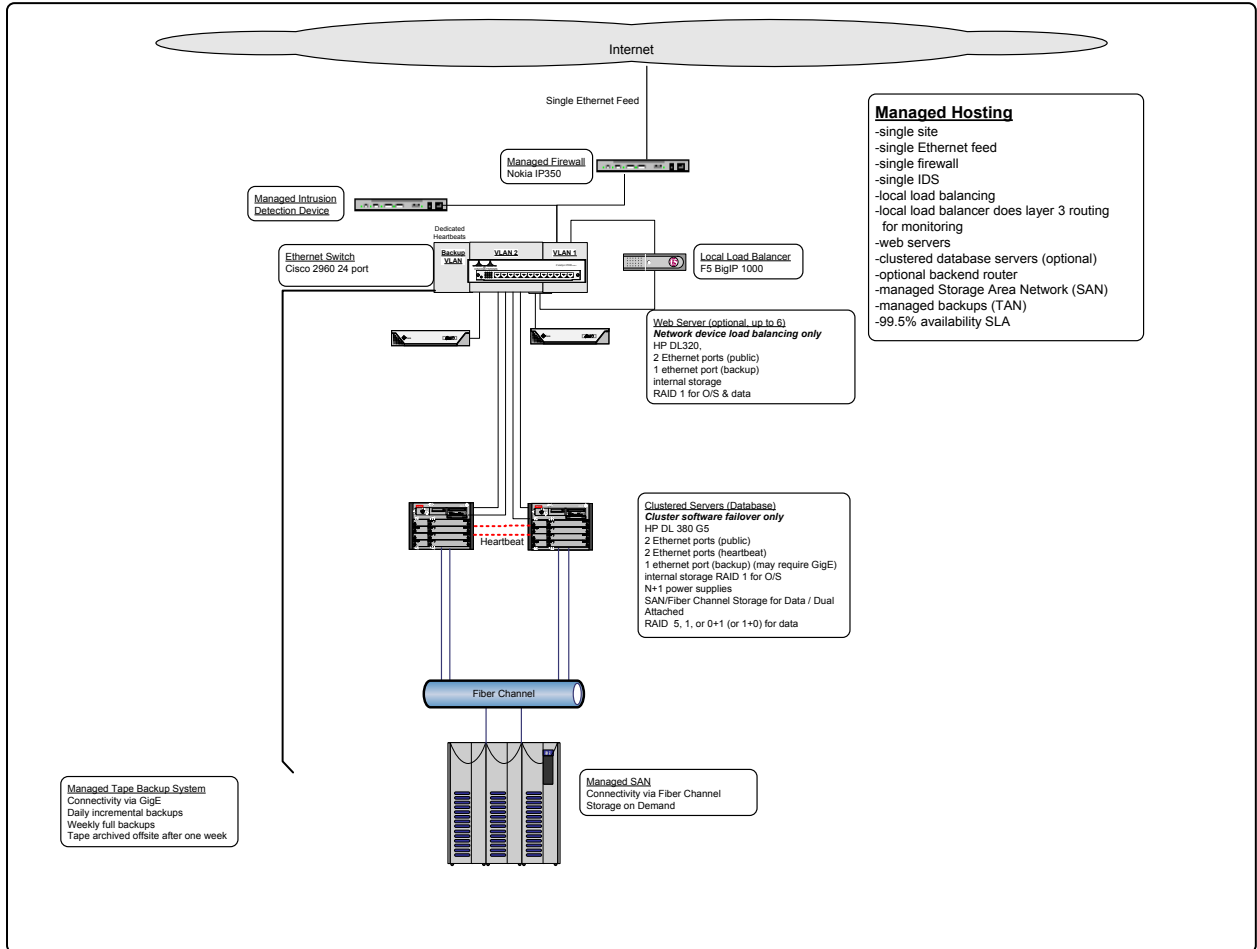 Internet
Single Ethernet Feed
Managed Hosting
-single site
-single Ethernet feed
-single firewall
-single IDS
-local load balancing
-local load balancer does layer 3 routing
for monitoring
-web servers
-clustered database servers (optional)
-optional backend router
-managed Storage Area Network (SAN)
-managed backups (TAN)
-99.5% availability SLA
Managed Firewall
Nokia IP350
Managed Intrusion
Detection Device
Dedicated
Heartbeats
Ethernet Switch
Cisco 2960 24 port
Backup
VLAN
VLAN 2
VLAN 1
Local Load Balancer
F5 BigIP 1000
Web Server (optional, up to 6)
Network device load balancing only
HP DL320,
2 Ethernet ports (public)
1 ethernet port (backup)
internal storage
RAID 1 for O/S & data
Clustered Servers (Database)
Cluster software failover only
HP DL 380 G5
2 Ethernet ports (public)
2 Ethernet ports (heartbeat)
1 ethernet port (backup) (may require GigE)
internal storage RAID 1 for O/S
N+1 power supplies
SAN/Fiber Channel Storage for Data / Dual
Attached
RAID 5, 1, or 0+1 (or 1+0) for data
Heartbeat
Fiber Channel
Managed Tape Backup System
Connectivity via GigE
Daily incremental backups
Weekly full backups
Tape archived offsite after one week
Managed SAN
Connectivity via Fiber Channel
Storage on Demand